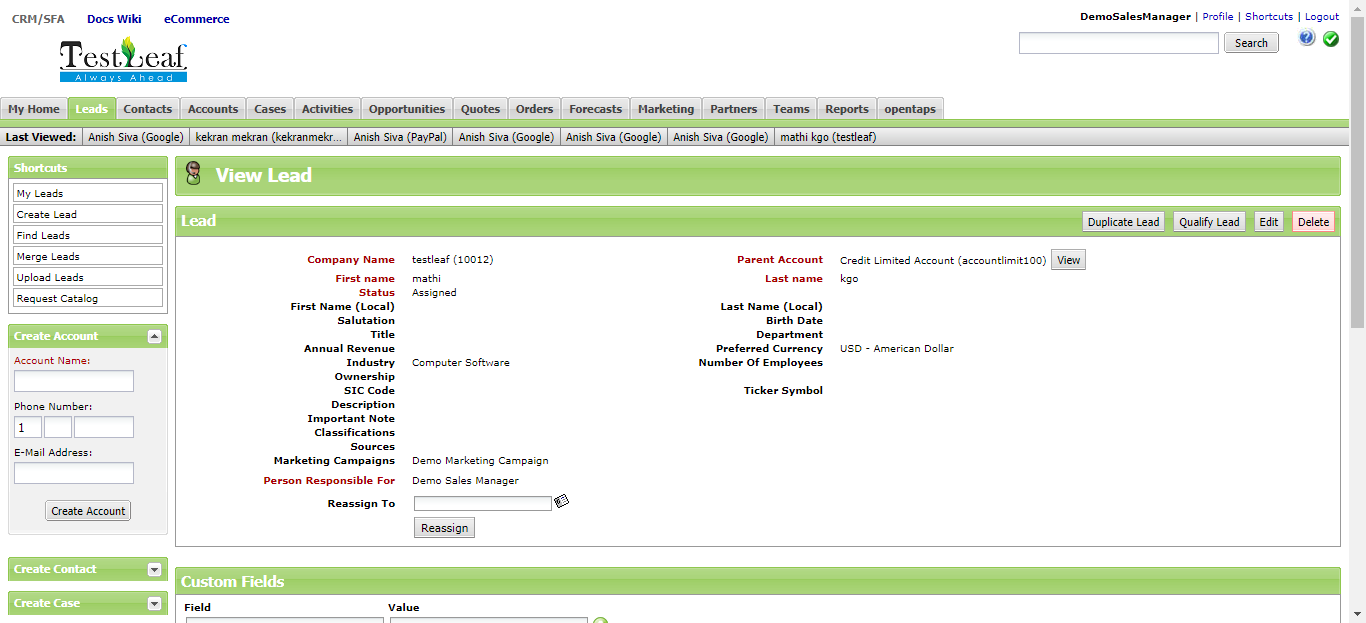 CRM/SFA Docs Wiki eCommerce
DemoSalesManager | Profile | Shortcuts | Logout
TestLeaf
Always Ahead
Search
?
My Home Leads Contacts Accounts Cases Activities Opportunities Quotes Orders Forecasts Marketing Partners Teams Reports opentaps
Last Viewed: Anish Siva (Google) kekran mekran (kekranmekr... Anish Siva (PayPal) Anish Siva (Google) Anish Siva (Google) Anish Siva (Google) mathi kgo (testleaf)
Shortcuts
My Leads
Create Lead
Find Leads
Merge Leads
Upload Leads
Request Catalog
Create Account
Account Name:
Phone Number:
1
E-Mail Address:
Create Account
Create Contact
Create Case
View Lead
Lead
Duplicate Lead Qualify Lead Edit Delete
Company Name testleaf (10012) Parent Account Credit Limited Account (accountlimit100) View
First name mathi Last name kgo
Status Assigned
First Name (Local) Last Name (Local)
Salutation Birth Date
Title Department
Annual Revenue Preferred Currency USD - American Dollar
Industry Computer Software Number Of Employees
Ownership
SIC Code Ticker Symbol
Description
Important Note
Classifications
Sources
Marketing Campaigns Demo Marketing Campaign
Person Responsible For Demo Sales Manager
Reassign To
Reassign
Custom Fields
Field Value